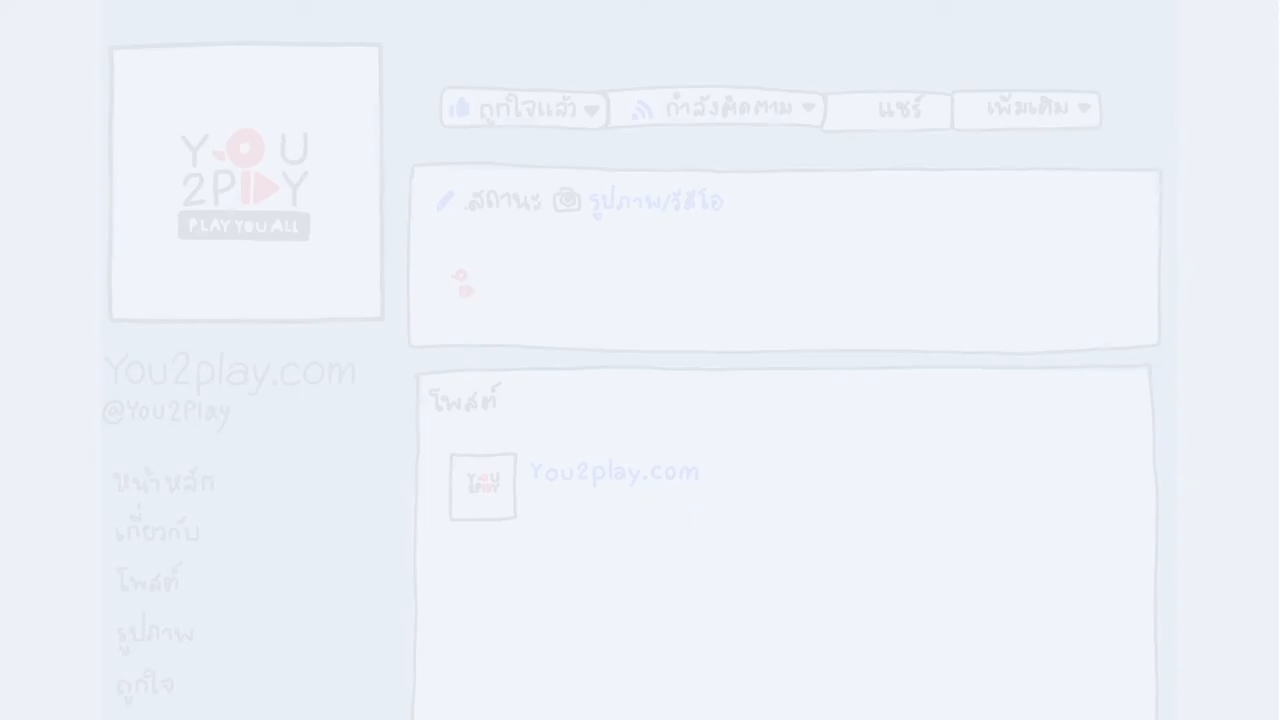 YOU
2PLAY
PLAY YOU ALL
You2play.com
@You2Play
หน้าหลัก
เกี่ยวกับ
โพสต์
รูปภาพ
ถูกใจ
ถูกใจแล้ว กำลังติดตาม แชร์ เพิ่มเติม
สถานะ รูปภาพ/วีดีโอ
โพสต์
YOU
2PLAY
You2play.com